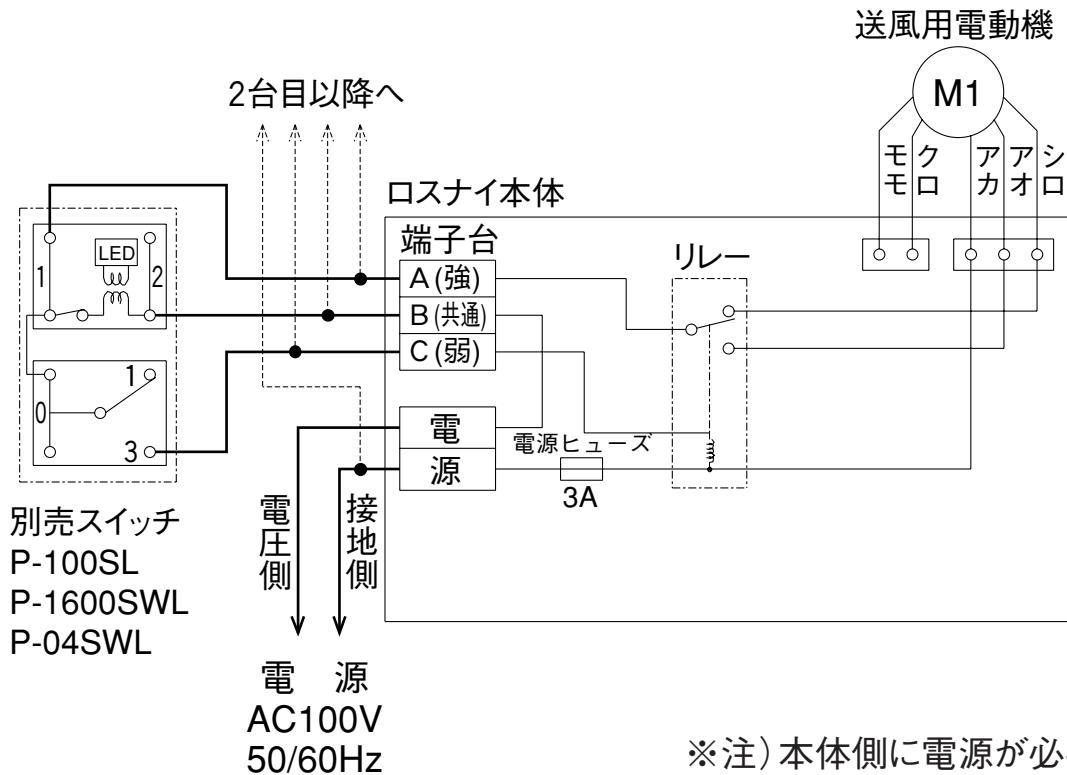 送風用電動機
M1
2台目以降へ
モモ
クロ
アカ
アオ
シロ
ロスナイ本体
端子台
リレー
LED
1
2
A(強)
B(共通)
C(弱)
1
0
3
電
源
電源ヒューズ
3A
電圧側
接地側
別売スイッチ
P-100SL
P-1600SWL
P-04SWL
電 源
AC100V
50/60Hz
※注)本体側に電源が必